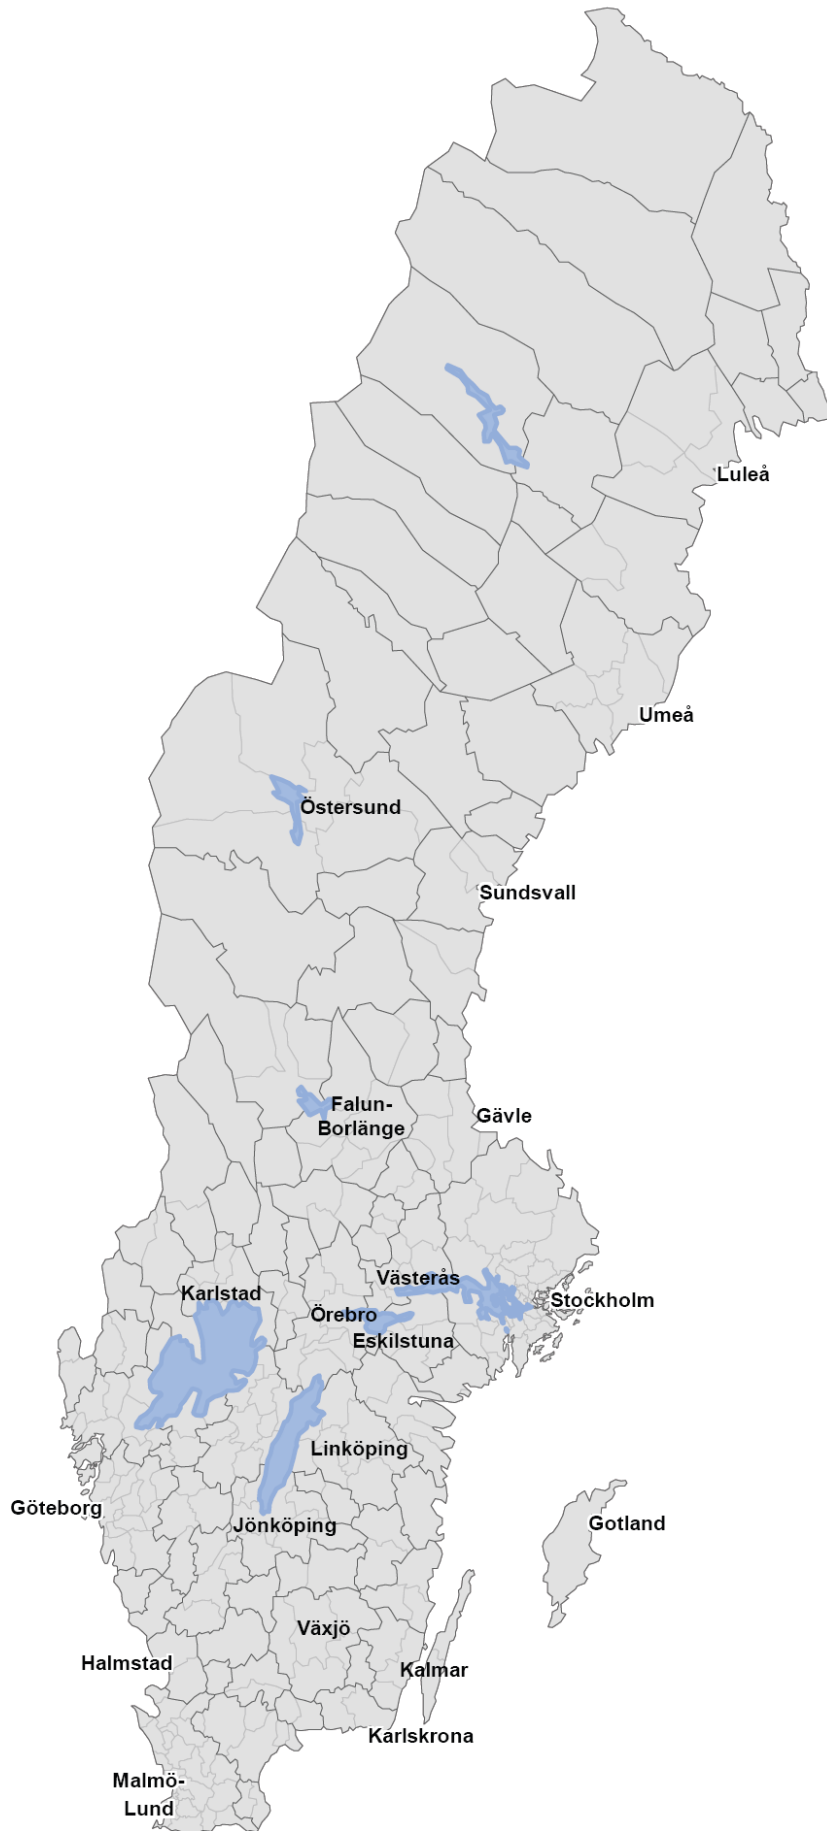 Luleå
Umeå
Östersund
Sundsvall
Falun-
Borlänge
Gävle
Västerås
Karlstad
Stockholm
Örebro
Eskilstuna
Linköping
Göteborg
Jönköping
Gotland
Växjö
Halmstad
Kalmar
Karlskrona
Malmö-
Lund